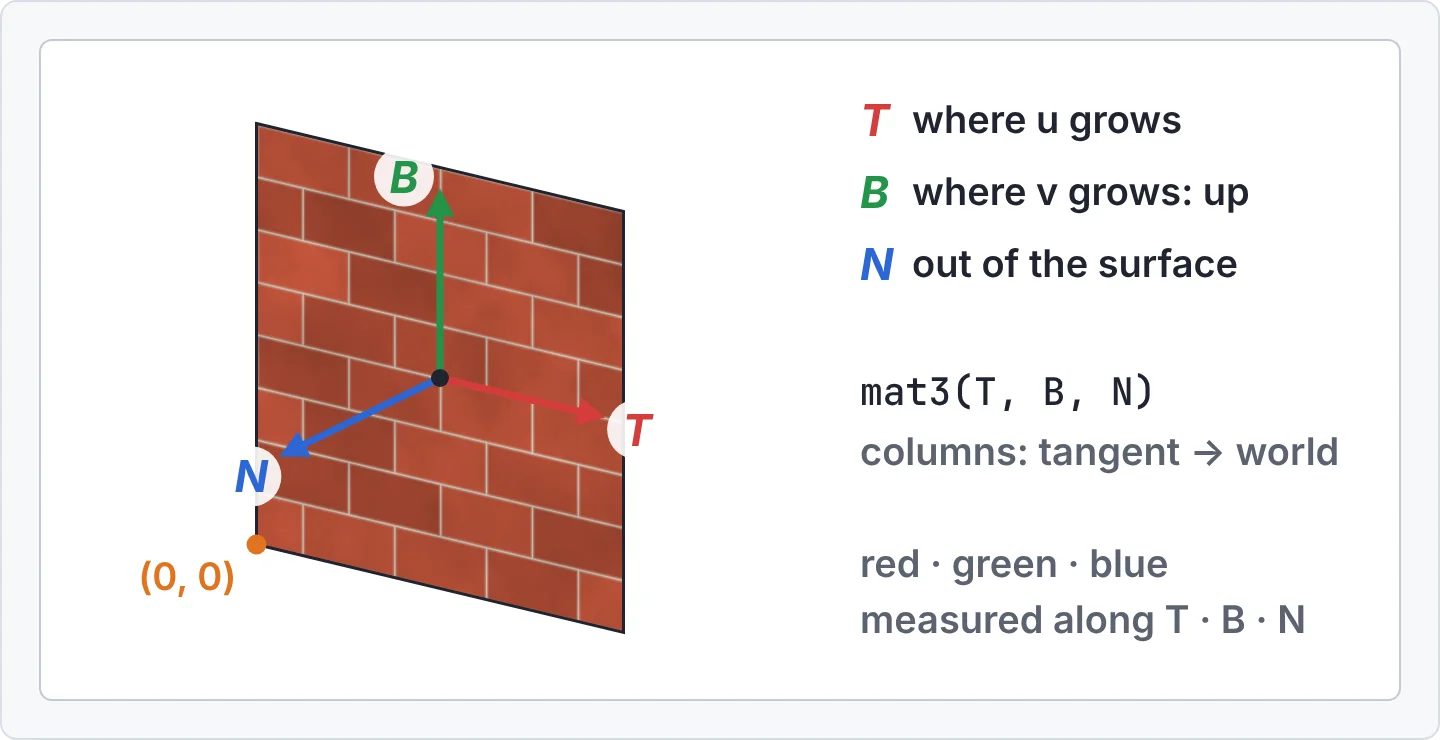 B
T
N
(0, 0)
T where u grows
B where v grows: up
N out of the surface
mat3(T, B, N)
columns: tangent → world
red · green · blue
measured along T · B · N